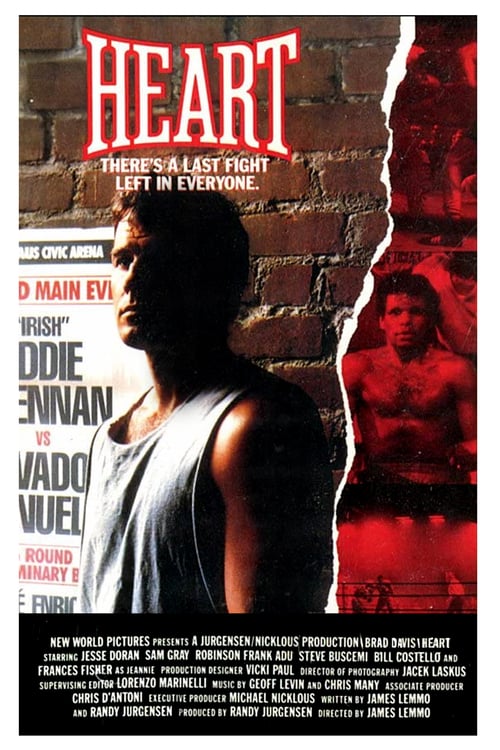 HEART
THERE'S A LAST FIGHT
LEFT IN EVERYONE.
AUS CIVIC ARENA
D MAIN EVE
"IRISH"
DDIE
ENNAN
VS
VADO
NUEL
ROUND
MINARY B
E ENRIC
NEW WORLD PICTURES PRESENTS A JURGENSEN/NICKLOUS PRODUCTION\BRAD DAVIS\HEART
STARRING JESSE DORAN SAM GRAY ROBINSON FRANK ADU STEVE BUSCEMI BILL COSTELLO AND
FRANCES FISHER AS JEANNIE PRODUCTION DESIGNER VICKI PAUL DIRECTOR OF PHOTOGRAPHY JACEK LASKUS
SUPERVISING EDITOR LORENZO MARINELLI MUSIC BY GEOFF LEVIN AND CHRIS MANY ASSOCIATE PRODUCER
CHRIS D'ANTONI EXECUTIVE PRODUCER MICHAEL NICKLOUS WRITTEN BY JAMES LEMMO
AND RANDY JURGENSEN PRODUCED BY RANDY JURGENSEN DIRECTED BY JAMES LEMMO